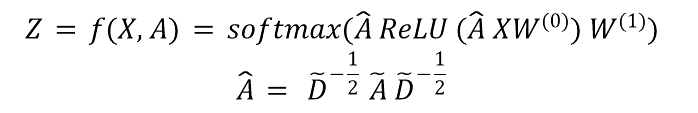 Z = f(X, A) = softmax(Â ReLU (Â XW⁽⁰⁾) W⁽¹⁾)
Â = D̃^{-1/2} Ã D̃^{-1/2}